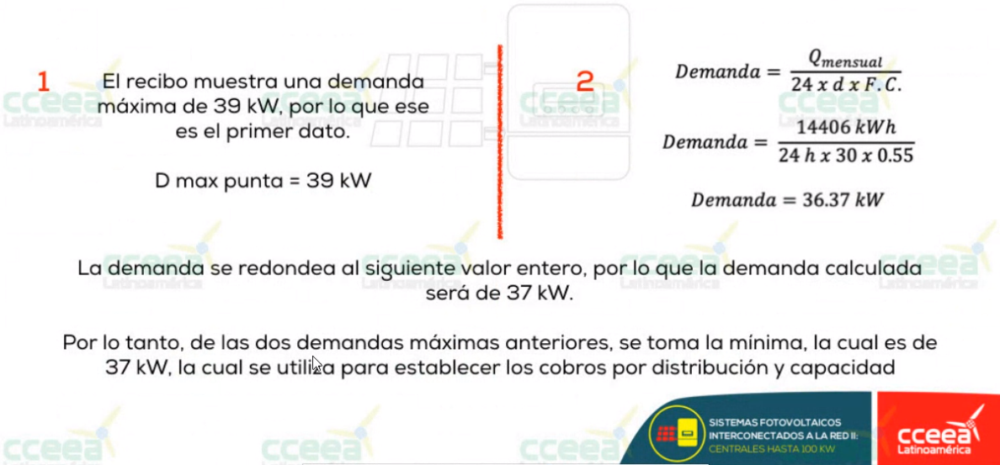 1
El recibo muestra una demanda
máxima de 39 kW, por lo que ese
es el primer dato.
D max punta = 39 kW
2
Demanda = Qmensual / 24 x d x F.C.
Demanda = 14406 kWh / 24 h x 30 x 0.55
Demanda = 36.37 kW
La demanda se redondea al siguiente valor entero, por lo que la demanda calculada
será de 37 kW.
Por lo tanto, de las dos demandas máximas anteriores, se toma la mínima, la cual es de
37 kW, la cual se utiliza para establecer los cobros por distribución y capacidad
SISTEMAS FOTOVOLTAICOS
INTERCONECTADOS A LA RED II:
CENTRALES HASTA 100 KW
cceea
Latinoamérica